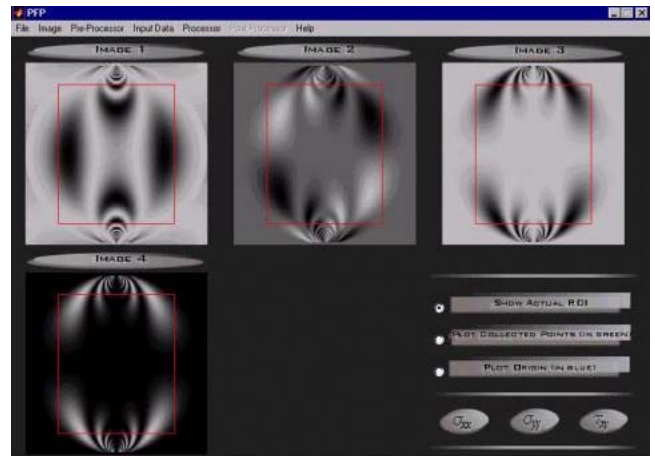 PFP
File Image Pre-Processor Input Data Processor Post Processor Help
IMAGE 1
IMAGE 2
IMAGE 3
IMAGE 4
SHOW ACTUAL ROI
PLOT COLLECTED POINTS (IN GREEN)
PLOT ORIGIN (IN BLUE)
σxx
σyy
τxy